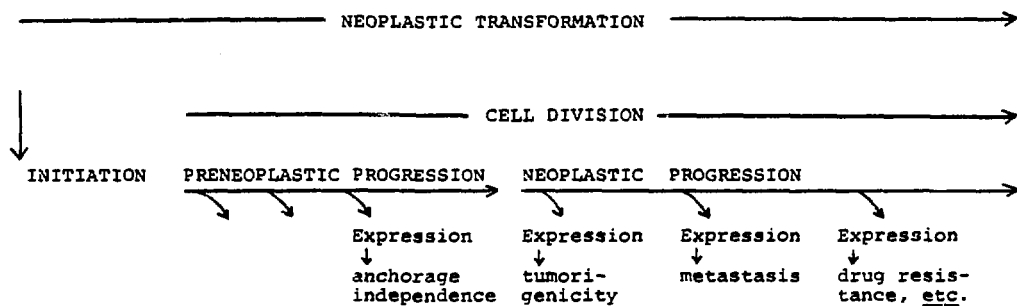 NEOPLASTIC TRANSFORMATION
CELL DIVISION
INITIATION PRENEOPLASTIC PROGRESSION NEOPLASTIC PROGRESSION
Expression Expression Expression Expression
anchorage tumori- metastasis drug resis-
independence genicity tance, etc.